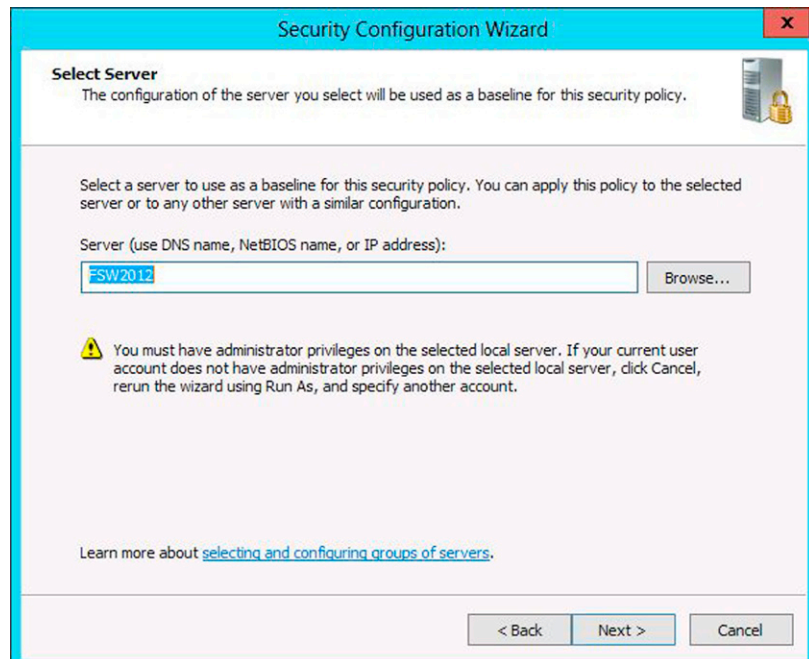 Security Configuration Wizard
x
Select Server
The configuration of the server you select will be used as a baseline for this security policy.
Select a server to use as a baseline for this security policy. You can apply this policy to the selected
server or to any other server with a similar configuration.
Server (use DNS name, NetBIOS name, or IP address):
FSW2012
Browse...
You must have administrator privileges on the selected local server. If your current user
account does not have administrator privileges on the selected local server, click Cancel,
rerun the wizard using Run As, and specify another account.
Learn more about selecting and configuring groups of servers.
< Back
Next >
Cancel